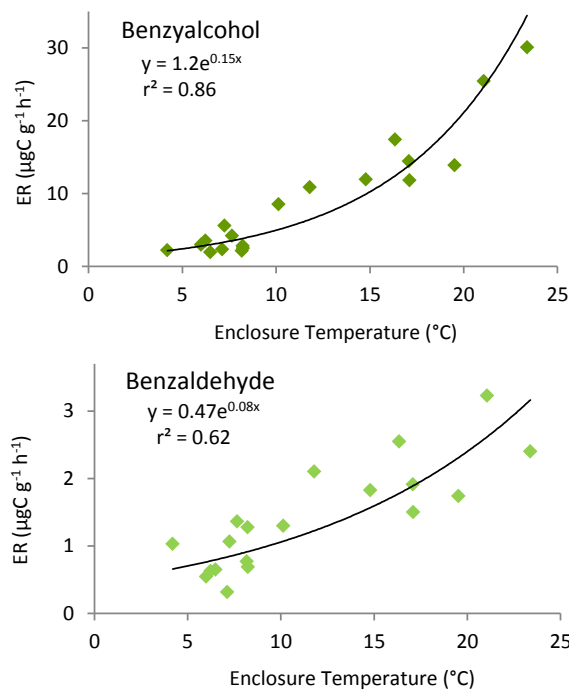 Benzyalcohol
y = 1.2e^0.15x
r² = 0.86
ER (µgC g⁻¹ h⁻¹)
30
20
10
0
0 5 10 15 20 25
Enclosure Temperature (°C)
Benzaldehyde
y = 0.47e^0.08x
r² = 0.62
ER (µgC g⁻¹ h⁻¹)
3
2
1
0
0 5 10 15 20 25
Enclosure Temperature (°C)